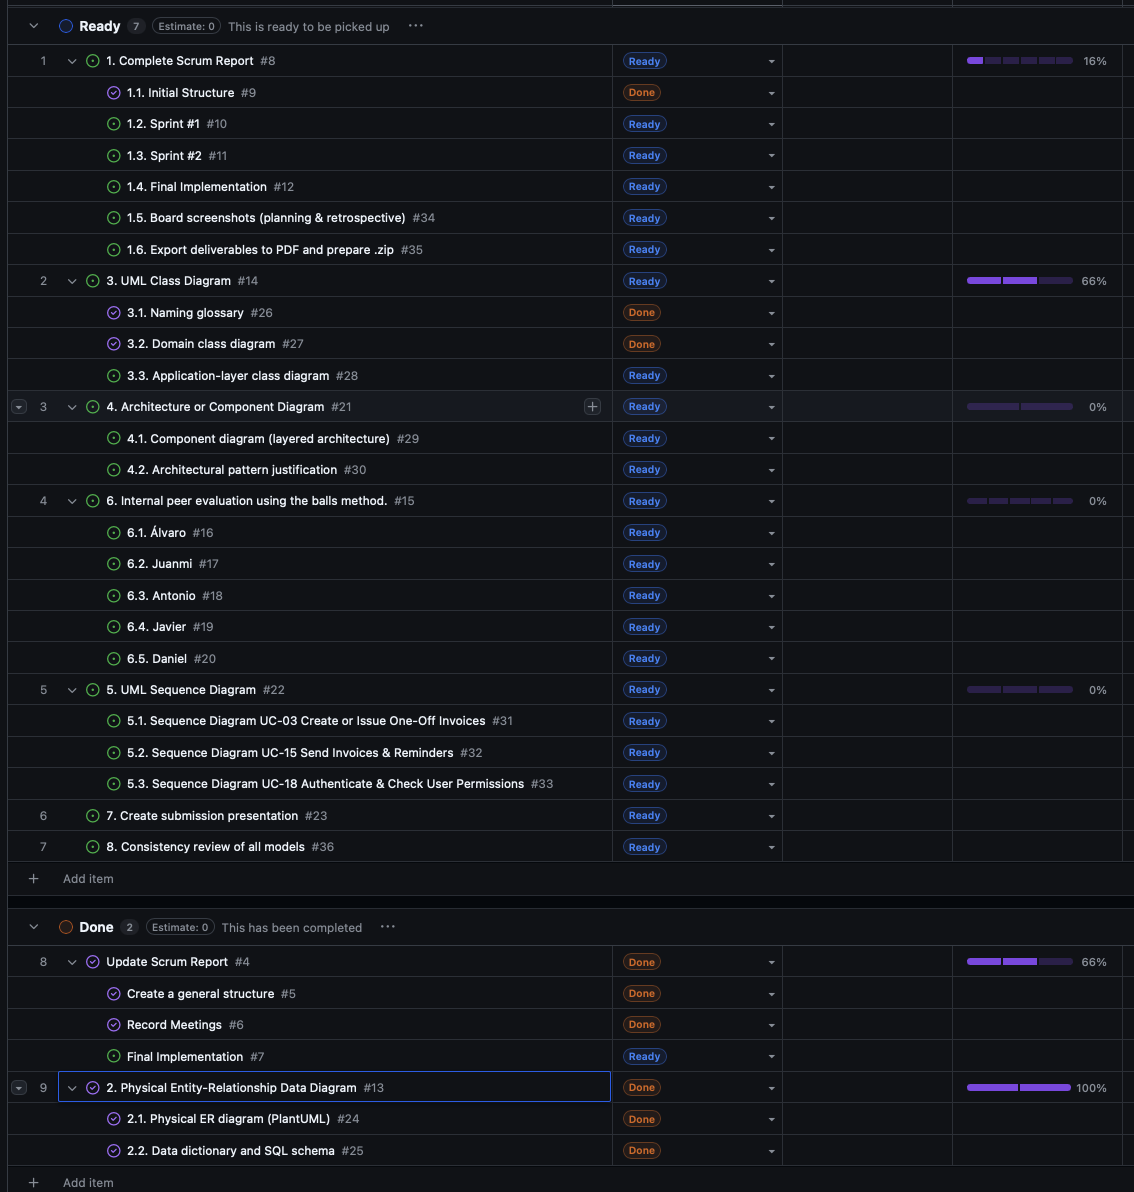 Ready 7 Estimate: 0 This is ready to be picked up ...
1 1. Complete Scrum Report #8 Ready 16%
1.1. Initial Structure #9 Done
1.2. Sprint #1 #10 Ready
1.3. Sprint #2 #11 Ready
1.4. Final Implementation #12 Ready
1.5. Board screenshots (planning & retrospective) #34 Ready
1.6. Export deliverables to PDF and prepare .zip #35 Ready
2 3. UML Class Diagram #14 Ready 66%
3.1. Naming glossary #26 Done
3.2. Domain class diagram #27 Done
3.3. Application-layer class diagram #28 Ready
3 4. Architecture or Component Diagram #21 Ready 0%
4.1. Component diagram (layered architecture) #29 Ready
4.2. Architectural pattern justification #30 Ready
4 6. Internal peer evaluation using the balls method. #15 Ready 0%
6.1. Álvaro #16 Ready
6.2. Juanmi #17 Ready
6.3. Antonio #18 Ready
6.4. Javier #19 Ready
6.5. Daniel #20 Ready
5 5. UML Sequence Diagram #22 Ready 0%
5.1. Sequence Diagram UC-03 Create or Issue One-Off Invoices #31 Ready
5.2. Sequence Diagram UC-15 Send Invoices & Reminders #32 Ready
5.3. Sequence Diagram UC-18 Authenticate & Check User Permissions #33 Ready
6 7. Create submission presentation #23 Ready
7 8. Consistency review of all models #36 Ready
+ Add item
Done 2 Estimate: 0 This has been completed ...
8 Update Scrum Report #4 Done 66%
Create a general structure #5 Done
Record Meetings #6 Done
Final Implementation #7 Ready
9 2. Physical Entity-Relationship Data Diagram #13 Done 100%
2.1. Physical ER diagram (PlantUML) #24 Done
2.2. Data dictionary and SQL schema #25 Done
+ Add item